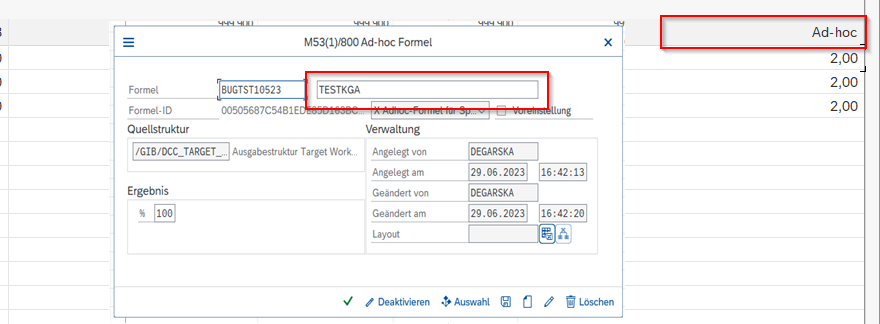 M53(1)/800 Ad-hoc Formel
Ad-hoc
2,00
2,00
2,00
Formel BUGTST10523 TESTKGA
Formel-ID X Adhoc-Formel für Sp... Voreinstellung
Quellstruktur
/GIB/DCC_TARGET_... Ausgabestruktur Target Work...
Ergebnis
% 100
Verwaltung
Angelegt von DEGARSKA
Angelegt am 29.06.2023 16:42:13
Geändert von DEGARSKA
Geändert am 29.06.2023 16:42:20
Layout
Deaktivieren Auswahl Löschen